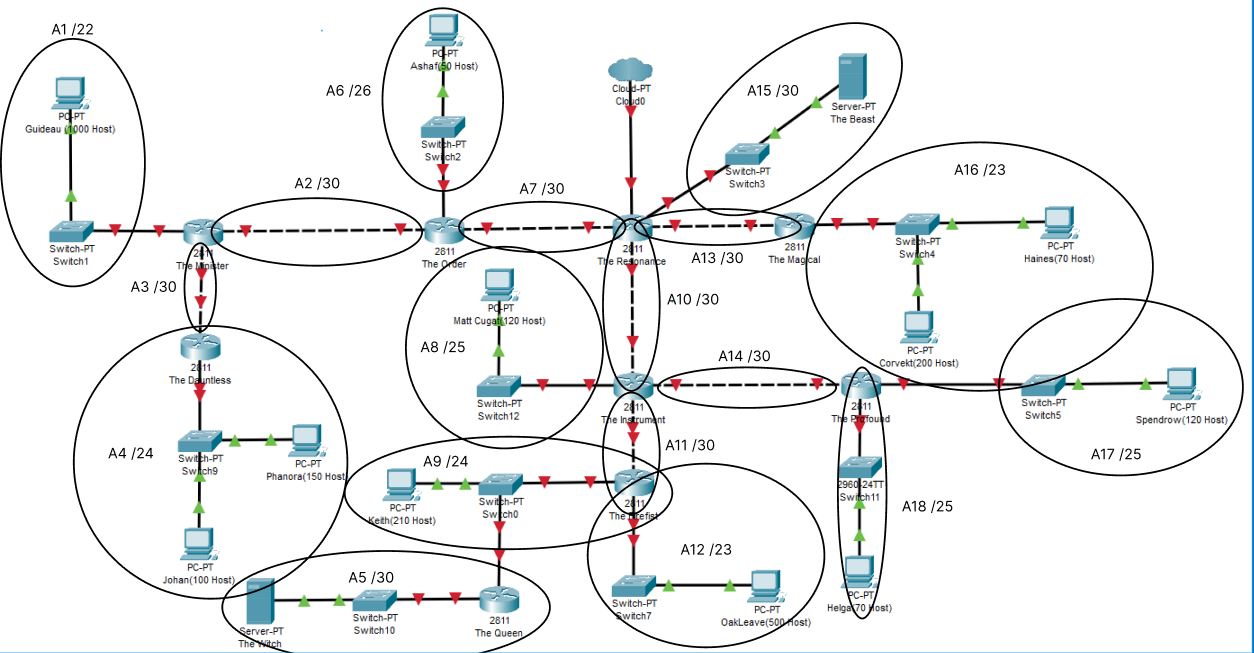 A1 /22
PC-PT
Guideau (1000 Host)
Switch-PT
Switch1
A2 /30
2811
The Minister
A3 /30
2811
The Dauntless
A4 /24
Switch-PT
Switch9
PC-PT
Phanora(150 Host)
PC-PT
Johan(100 Host)
A6 /26
PC-PT
Ashaf(50 Host)
Switch-PT
Switch2
2811
The Order
A7 /30
Cloud-PT
Cloud0
2811
The Resonance
A15 /30
Server-PT
The Beast
Switch-PT
Switch3
A13 /30
2811
The Magical
A16 /23
Switch-PT
Switch4
PC-PT
Haines(70 Host)
PC-PT
Corvekt(200 Host)
A10 /30
PC-PT
Matt Cugat(120 Host)
A8 /25
Switch-PT
Switch12
2811
The Instrument
A14 /30
2811
The Profound
Switch-PT
Switch5
PC-PT
Spendrow(120 Host)
A17 /25
A11 /30
A9 /24
PC-PT
Keith(210 Host)
Switch-PT
Switch0
2811
2960-24TT
Switch11
A18 /25
PC-PT
Helga(70 Host)
A12 /23
Switch-PT
Switch7
PC-PT
OakLeave(500 Host)
A5 /30
Server-PT
The Witch
Switch-PT
Switch10
2811
The Queen